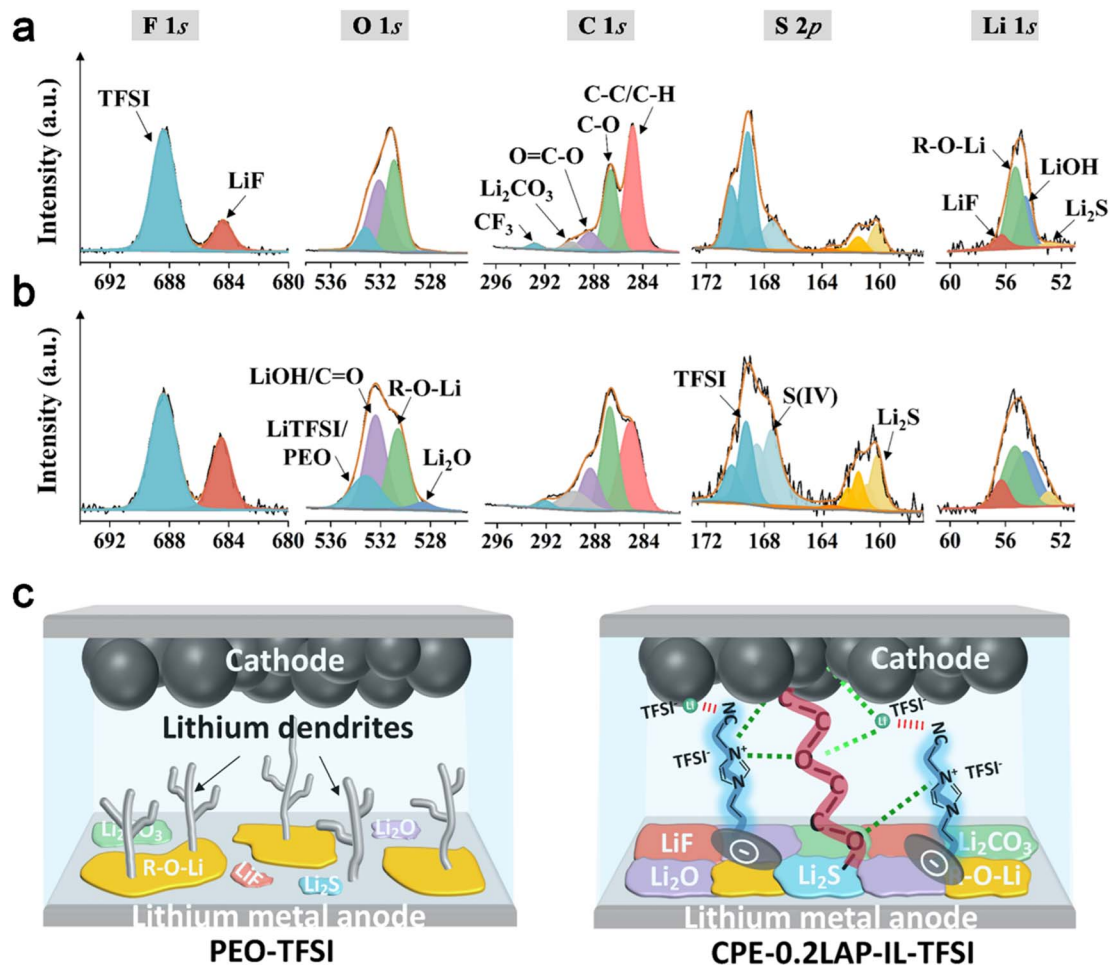 a
F 1s O 1s C 1s S 2p Li 1s
Intensity (a.u.)
TFSI
LiF
C-C/C-H
C-O
O=C-O
Li₂CO₃
CF₃
R-O-Li
LiOH
LiF
Li₂S
692 688 684 680 536 532 528 296 292 288 284 172 168 164 160 60 56 52
b
Intensity (a.u.)
LiOH/C=O
R-O-Li
LiTFSI/
PEO
Li₂O
TFSI
S(IV)
Li₂S
692 688 684 680 536 532 528 296 292 288 284 172 168 164 160 60 56 52
c
Cathode
Lithium dendrites
Li₂O
R-O-Li
LiF
Li₂S
Lithium metal anode
PEO-TFSI
Cathode
TFSI⁻ Li
TFSI⁻ Li
NC
NC
TFSI⁻
TFSI⁻
N⁺
N
N⁺
N
C
C
O
C
C
O
C
LiF
Li₂CO₃
Li₂O
Li₂S
R-O-Li
Lithium metal anode
CPE-0.2LAP-IL-TFSI